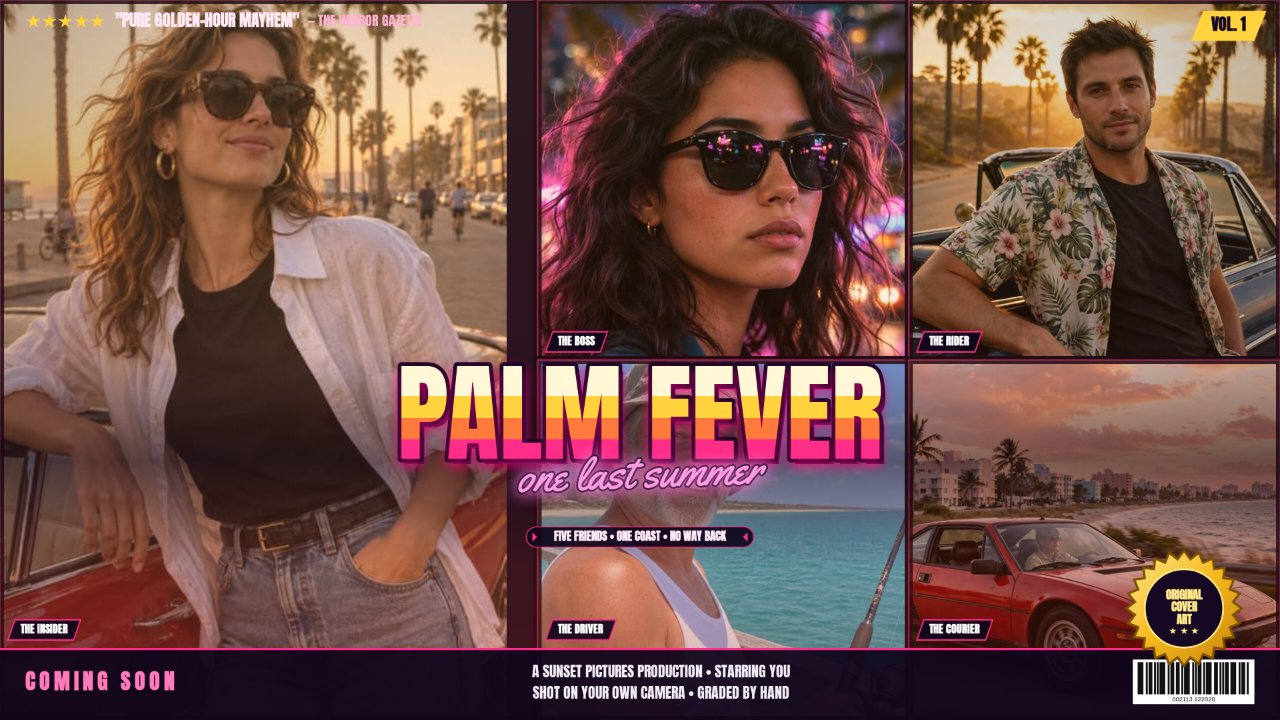 ★★★★★ "PURE GOLDEN-HOUR MAYHEM" – THE HARBOR GAZETTE
VOL. 1
THE BOSS
THE RIDER
PALM FEVER
one last summer
FIVE FRIENDS • ONE COAST • NO WAY BACK
THE INSIDER
THE DRIVER
THE COURIER
ORIGINAL
COVER
ART
COMING SOON
A SUNSET PICTURES PRODUCTION • STARRING YOU
SHOT ON YOUR OWN CAMERA • GRADED BY HAND
002113 122020